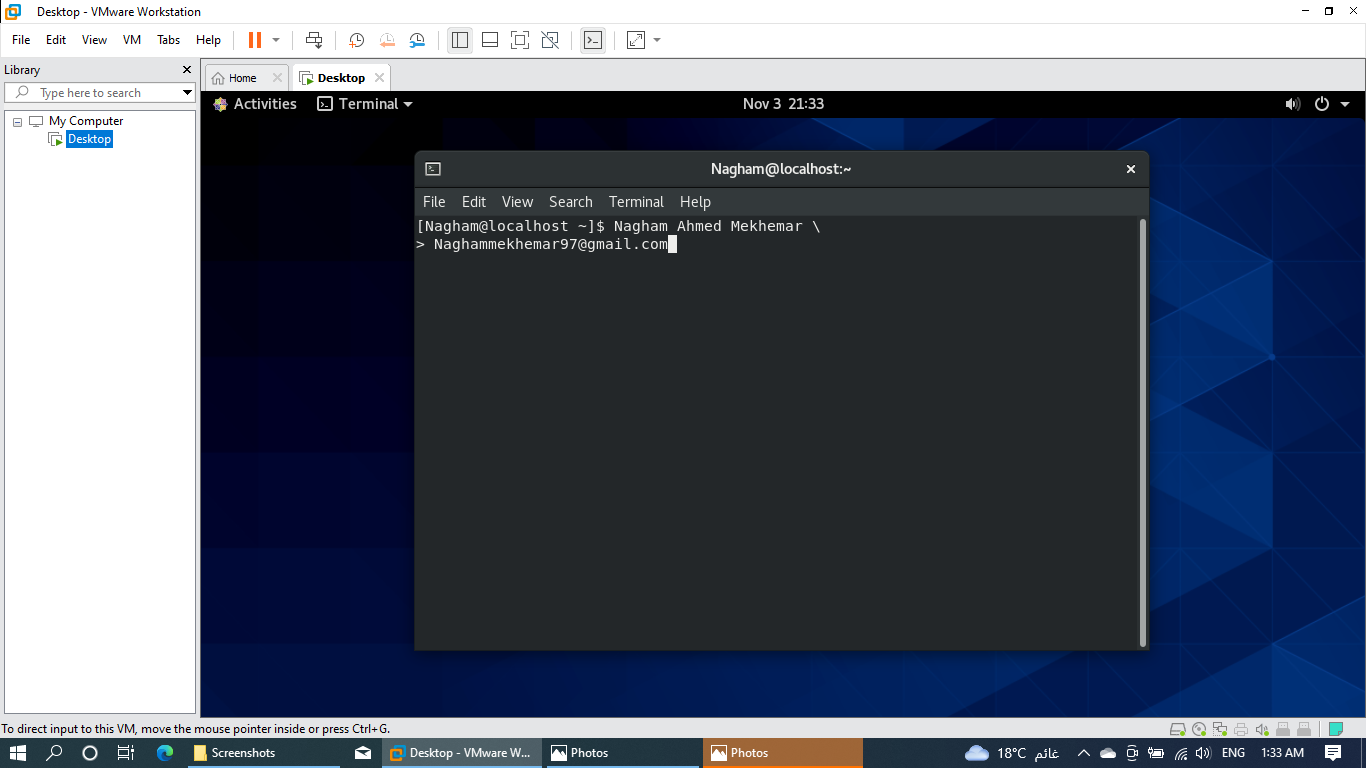 Desktop - VMware Workstation
File Edit View VM Tabs Help
Library
Type here to search
My Computer
Desktop
Home
Desktop
Activities Terminal Nov 3 21:33
Nagham@localhost:~
File Edit View Search Terminal Help
[Nagham@localhost ~]$ Nagham Ahmed Mekhemar \
> Naghammekhemar97@gmail.com
To direct input to this VM, move the mouse pointer inside or press Ctrl+G.
Screenshots Desktop - VMware W... Photos Photos 18°C غائم ENG 1:33 AM